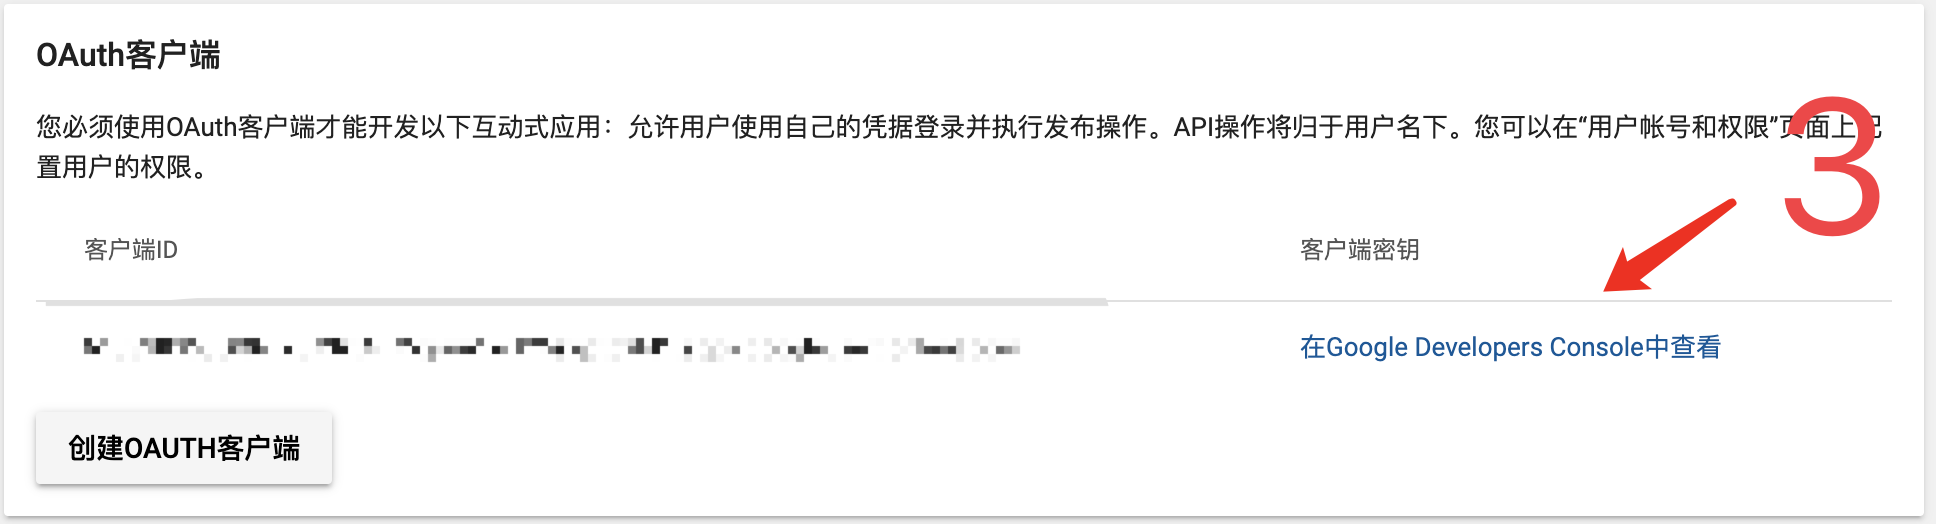 OAuth客户端
您必须使用OAuth客户端才能开发以下互动式应用：允许用户使用自己的凭据登录并执行发布操作。API操作将归于用户名下。您可以在“用户帐号和权限”页面上配
置用户的权限。
3
客户端ID
客户端密钥
在Google Developers Console中查看
创建OAUTH客户端